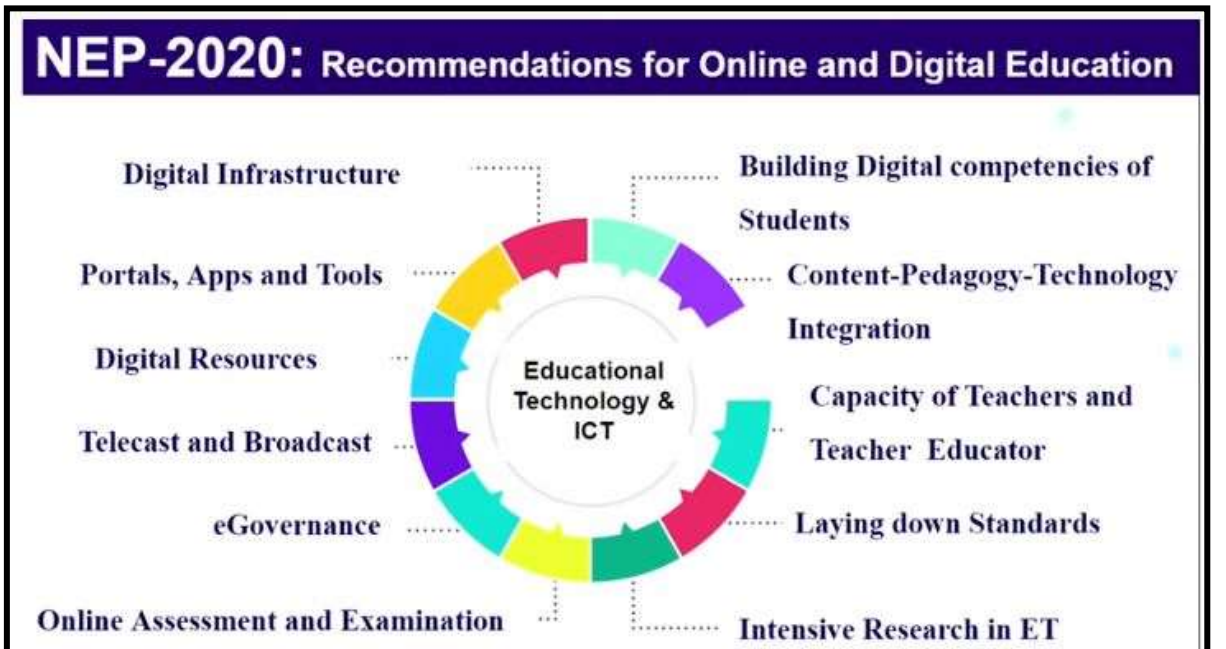 NEP-2020: Recommendations for Online and Digital Education
Digital Infrastructure
Portals, Apps and Tools
Digital Resources
Telecast and Broadcast
eGovernance
Online Assessment and Examination
Educational
Technology &
ICT
Building Digital competencies of
Students
Content-Pedagogy-Technology
Integration
Capacity of Teachers and
Teacher Educator
Laying down Standards
Intensive Research in ET